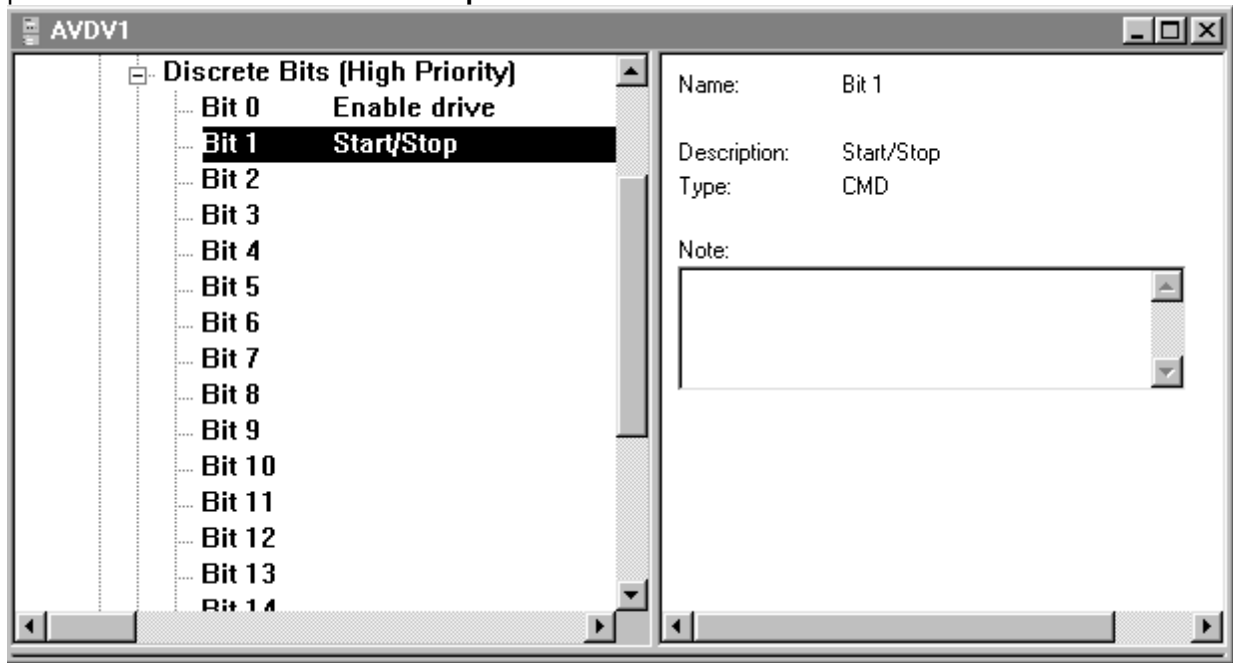 AVDV1
Discrete Bits (High Priority)
Bit 0 Enable drive
Bit 1 Start/Stop
Bit 2
Bit 3
Bit 4
Bit 5
Bit 6
Bit 7
Bit 8
Bit 9
Bit 10
Bit 11
Bit 12
Bit 13
Bit 14
Name: Bit 1
Description: Start/Stop
Type: CMD
Note: